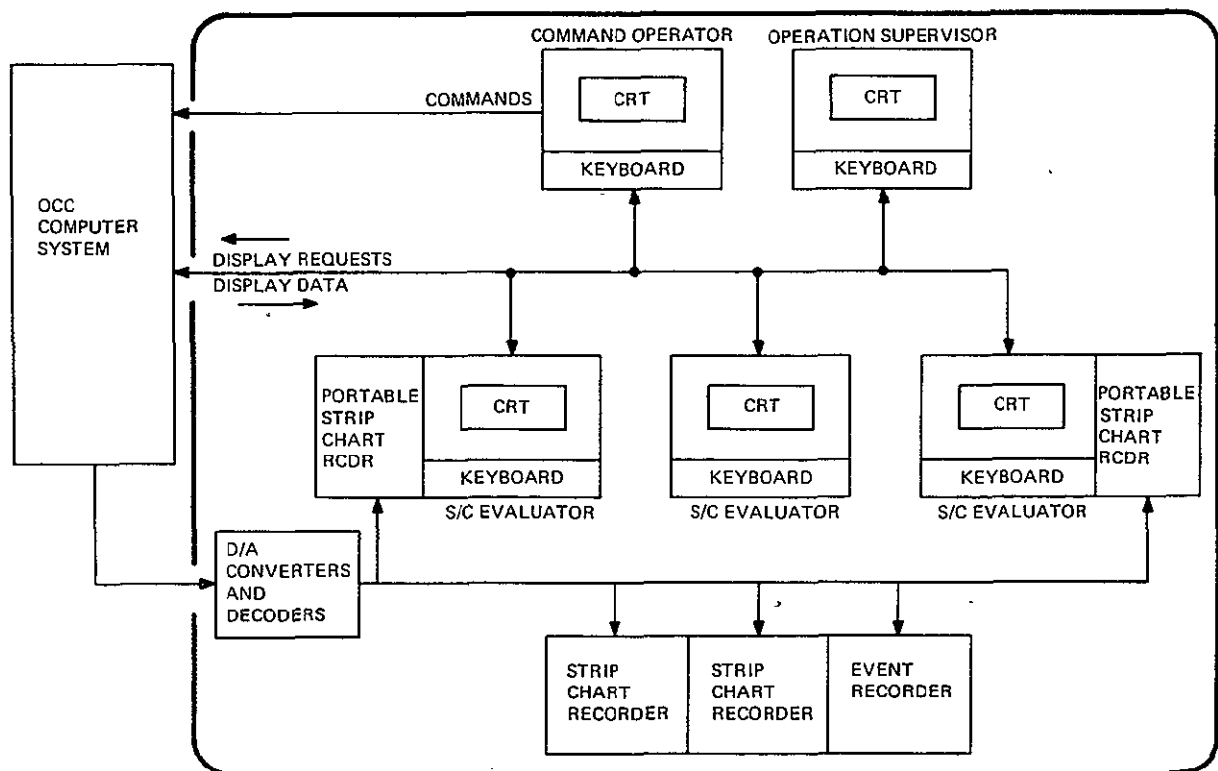 COMMAND OPERATOR
OPERATION SUPERVISOR
CRT
CRT
COMMANDS
KEYBOARD
KEYBOARD
OCC
COMPUTER
SYSTEM
DISPLAY REQUESTS
DISPLAY DATA
PORTABLE
STRIP
CHART
RCDR
CRT
KEYBOARD
S/C EVALUATOR
CRT
KEYBOARD
S/C EVALUATOR
CRT
KEYBOARD
S/C EVALUATOR
PORTABLE
STRIP
CHART
RCDR
D/A
CONVERTERS
AND
DECODERS
STRIP
CHART
RECORDER
STRIP
CHART
RECORDER
EVENT
RECORDER